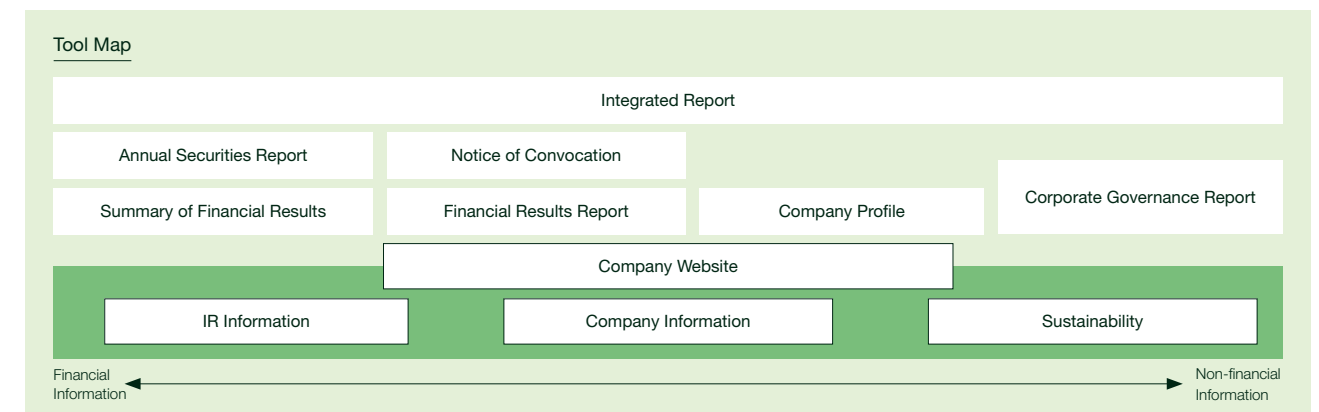 Tool Map
Integrated Report
Annual Securities Report
Notice of Convocation
Corporate Governance Report
Summary of Financial Results
Financial Results Report
Company Profile
Company Website
IR Information
Company Information
Sustainability
Financial
Information
Non-financial
Information